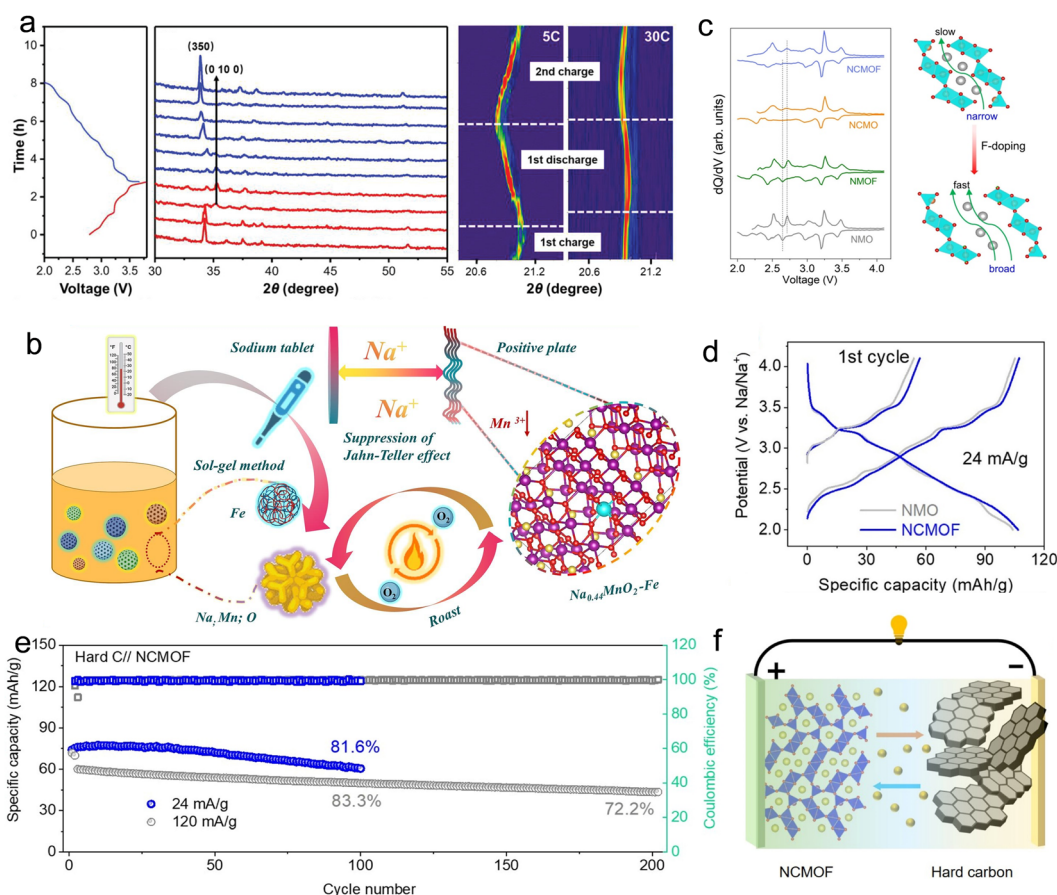 a
10
8
6
4
2
0
Time (h)
2.0 2.5 3.0 3.5
Voltage (V)
(350)
(0 10 0)
30 35 40 45 50 55
2θ (degree)
5C
30C
2nd charge
1st discharge
1st charge
20.6 21.2 20.6 21.2
2θ (degree)
c
dQ/dV (arb. units)
NCMOF
NCMO
NMOF
NMO
2.0 2.5 3.0 3.5 4.0
Voltage (V)
slow
narrow
F-doping
fast
broad
b
°F °C
Sodium tablet
Na+
Na+
Positive plate
Mn 3+
Suppression of
Jahn-Teller effect
Sol-gel method
Fe
O2
O2
Roast
Na; Mn; O
Na0.44MnO2-Fe
d
1st cycle
24 mA/g
NMO
NCMOF
4.0
3.5
3.0
2.5
2.0
Potential (V vs. Na/Na+)
0 30 60 90 120
Specific capacity (mAh/g)
e
Hard C// NCMOF
150
120
90
60
30
0
Specific capacity (mAh/g)
81.6%
83.3%
72.2%
24 mA/g
120 mA/g
0 50 100 150 200
Cycle number
120
100
80
60
40
20
0
Coulombic efficiency (%)
f
+
−
NCMOF
Hard carbon